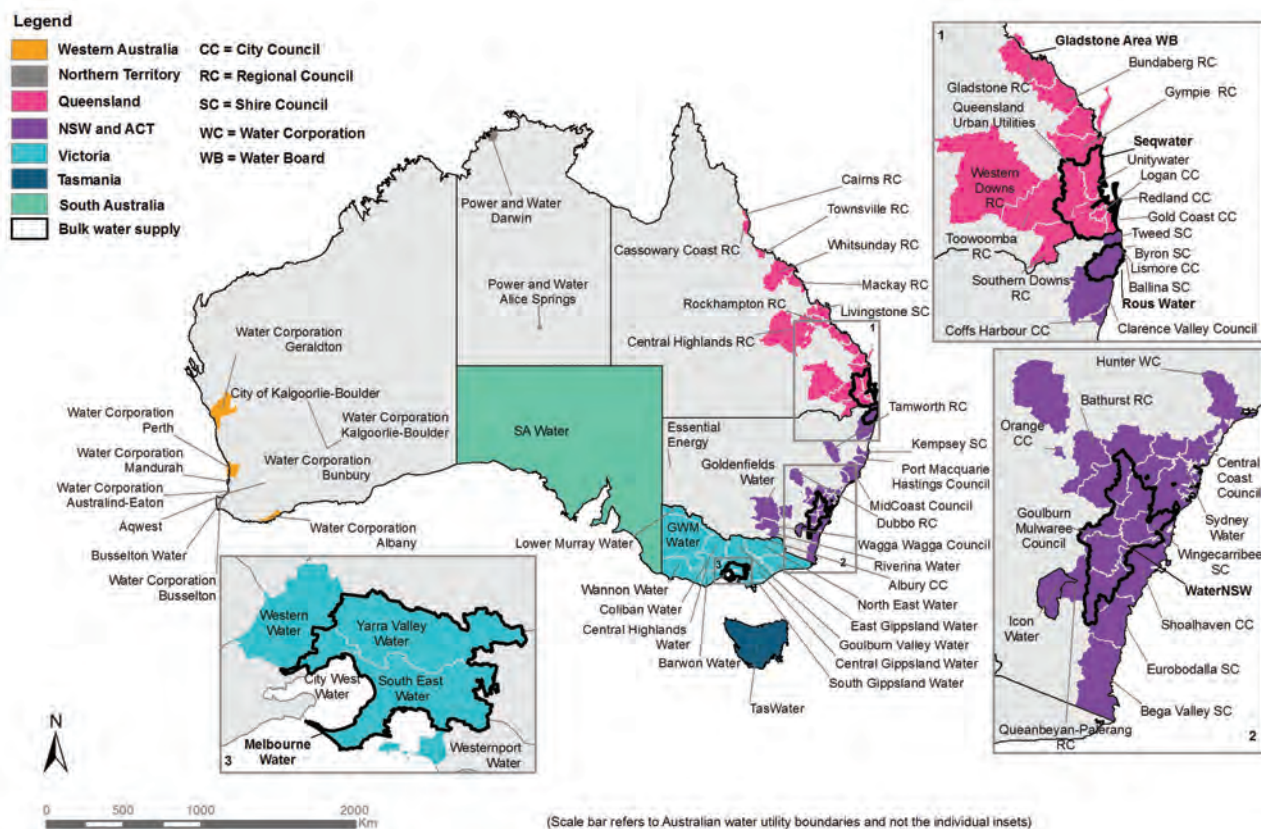 Legend
Western Australia
Northern Territory
Queensland
NSW and ACT
Victoria
Tasmania
South Australia
Bulk water supply
CC = City Council
RC = Regional Council
SC = Shire Council
WC = Water Corporation
WB = Water Board
Power and Water
Darwin
Power and Water
Alice Springs
Water Corporation
Geraldton
City of Kalgoorlie-Boulder
Water Corporation
Kalgoorlie-Boulder
Water Corporation
Perth
Water Corporation
Mandurah
Water Corporation
Bunbury
Water Corporation
Australind-Eaton
Aqwest
Water Corporation
Albany
Busselton Water
Water Corporation
Busselton
SA Water
Cairns RC
Townsville RC
Cassowary Coast RC
Whitsunday RC
Mackay RC
Rockhampton RC
Livingstone SC
Central Highlands RC
1
Tamworth RC
Essential
Energy
Kempsey SC
Goldenfields
Water
Port Macquarie
Hastings Council
MidCoast Council
Dubbo RC
Lower Murray Water
GWM
Water
Wagga Wagga Council
2
3
Riverina Water
Albury CC
Wannon Water
North East Water
Coliban Water
East Gippsland Water
Central Highlands
Water
Goulburn Valley Water
Barwon Water
Central Gippsland Water
South Gippsland Water
TasWater
1
Gladstone Area WB
Bundaberg RC
Gladstone RC
Gympie RC
Queensland
Urban Utilities
Seqwater
Unitywater
Logan CC
Western
Downs
RC
Redland CC
Gold Coast CC
Tweed SC
Toowoomba
RC
Byron SC
Lismore CC
Southern Downs
RC
Ballina SC
Rous Water
Coffs Harbour CC
Clarence Valley Council
Hunter WC
Bathurst RC
Orange
CC
Central
Coast
Council
Goulburn
Mulwaree
Council
Sydney
Water
Wingecarribee
SC
WaterNSW
Icon
Water
Shoalhaven CC
Eurobodalla SC
Bega Valley SC
Queanbeyan-Palerang
RC
2
Western
Water
Yarra Valley
Water
City West
Water
South East
Water
Melbourne
Water
Westernport
Water
3
N
0 500 1000 2000
Km
(Scale bar refers to Australian water utility boundaries and not the individual insets)